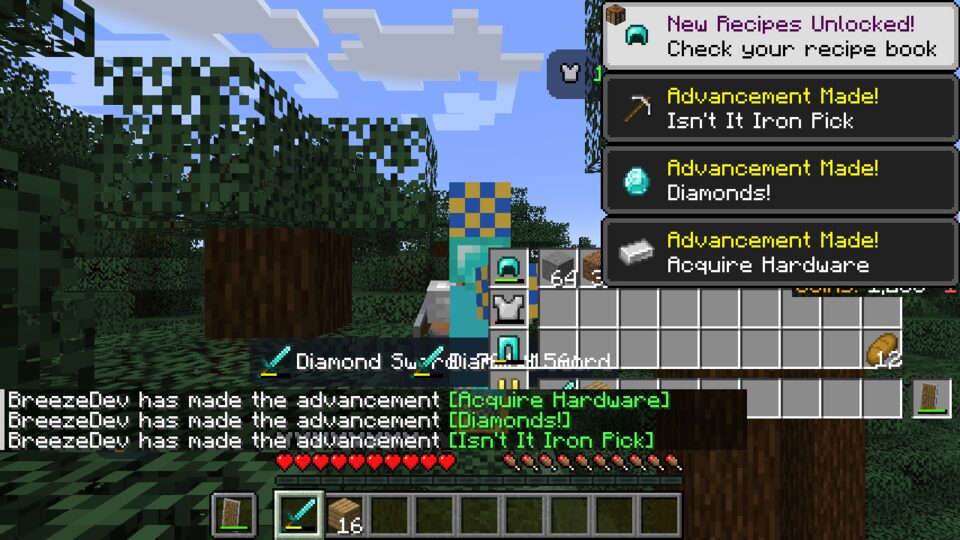 New Recipes Unlocked!
Check your recipe book
Advancement Made!
Isn't It Iron Pick
Advancement Made!
Diamonds!
Advancement Made!
Acquire Hardware
64
12
Diamond Sword
BreezeDev has made the advancement [Acquire Hardware]
BreezeDev has made the advancement [Diamonds!]
BreezeDev has made the advancement [Isn't It Iron Pick]
16